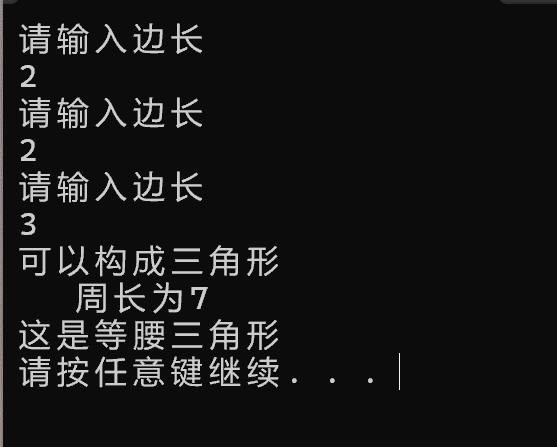 请输入边长
2
请输入边长
2
请输入边长
3
可以构成三角形
   周长为7
这是等腰三角形
请按任意键继续. . .